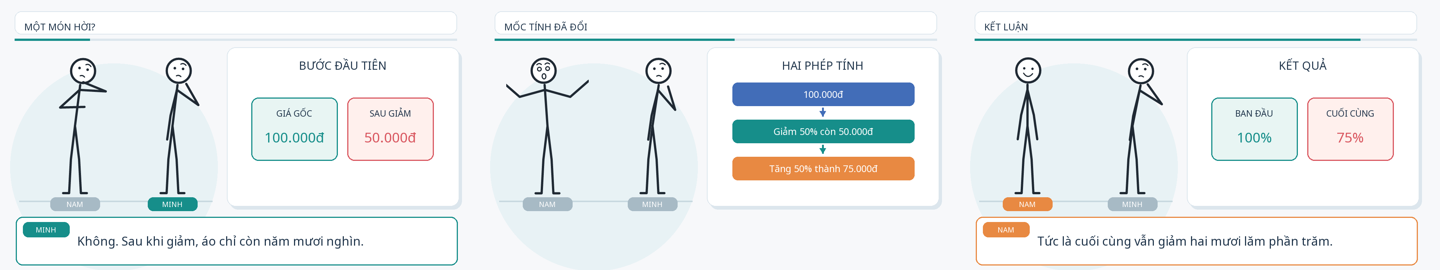 MỘT MÓN HỜI?
BƯỚC ĐẦU TIÊN
GIÁ GỐC
100.000đ
SAU GIẢM
50.000đ
NAM
MINH
MINH
Không. Sau khi giảm, áo chỉ còn năm mươi nghìn.
MỐC TÍNH ĐÃ ĐỔI
HAI PHÉP TÍNH
100.000đ
Giảm 50% còn 50.000đ
Tăng 50% thành 75.000đ
NAM
MINH
KẾT LUẬN
KẾT QUẢ
BAN ĐẦU
100%
CUỐI CÙNG
75%
NAM
MINH
NAM
Tức là cuối cùng vẫn giảm hai mươi lăm phần trăm.